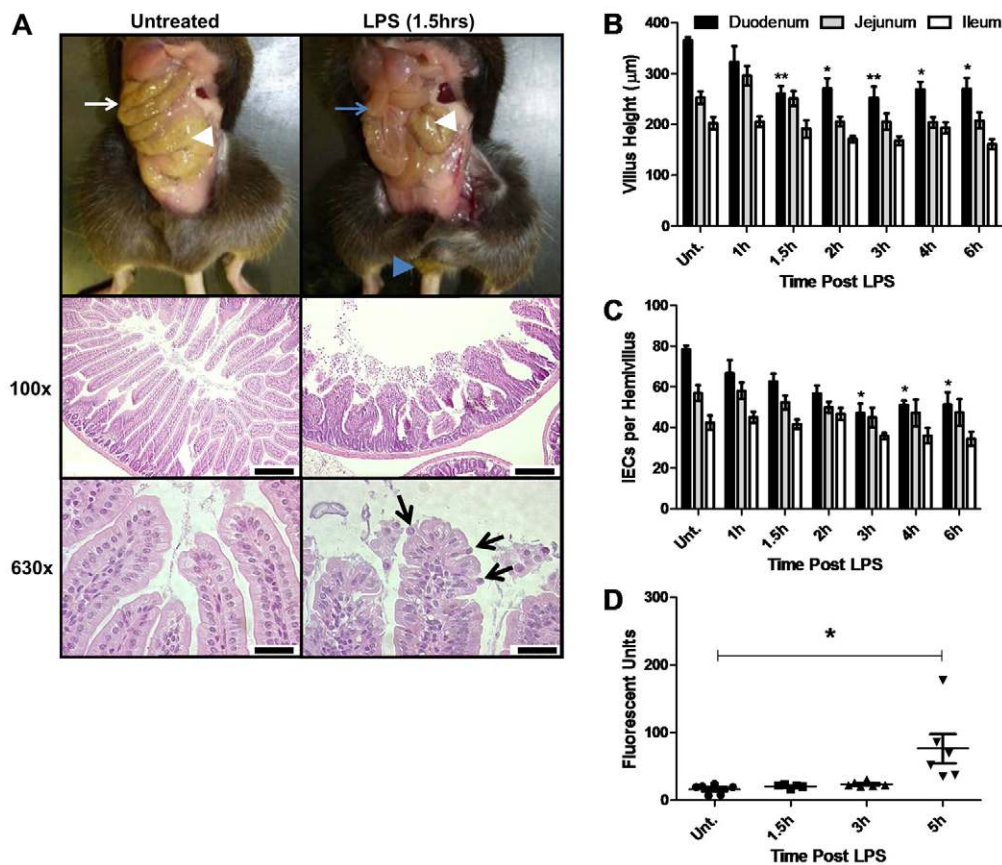 A
Untreated
LPS (1.5hrs)
100x
630x
B
Duodenum Jejunum Ileum
Villus Height (μm)
400
300
200
100
0
** * ** * *
Unt. 1h 1.5h 2h 3h 4h 6h
Time Post LPS
C
IECs per Hemivillus
100
80
60
40
20
0
* * *
Unt. 1h 1.5h 2h 3h 4h 6h
Time Post LPS
D
Fluorescent Units
300
200
100
0
*
Unt. 1.5h 3h 5h
Time Post LPS